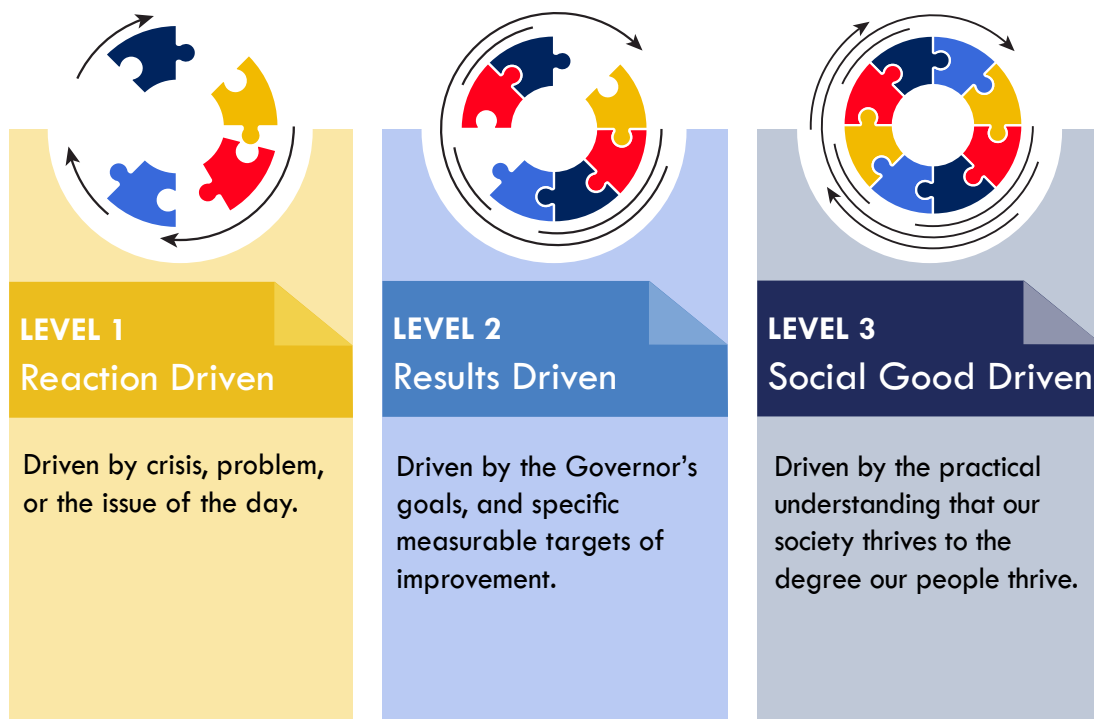 LEVEL 1
Reaction Driven
Driven by crisis, problem,
or the issue of the day.
LEVEL 2
Results Driven
Driven by the Governor’s
goals, and specific
measurable targets of
improvement.
LEVEL 3
Social Good Driven
Driven by the practical
understanding that our
society thrives to the
degree our people thrive.